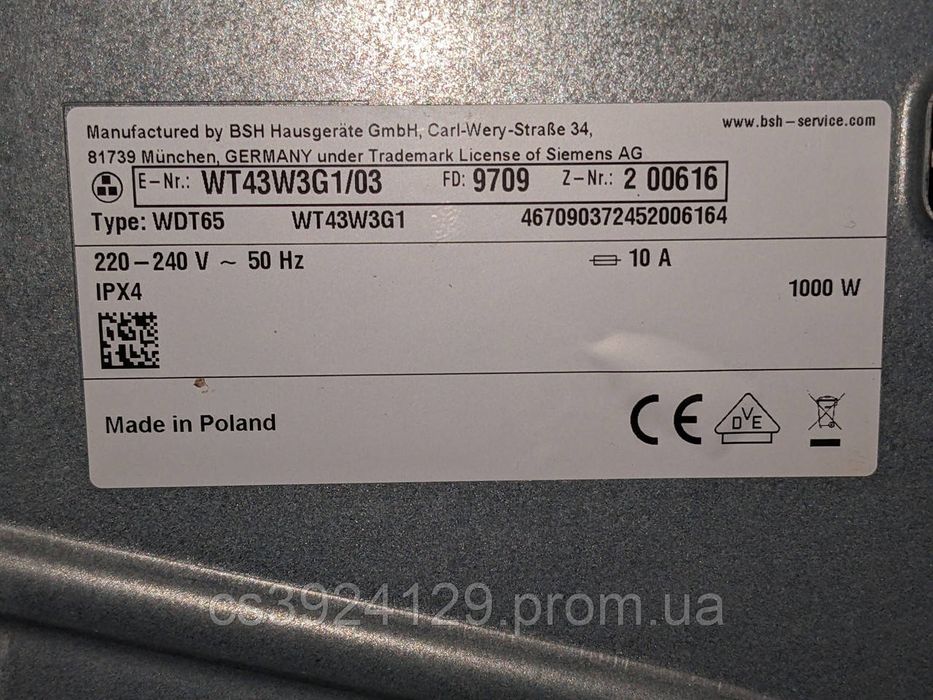 Manufactured by BSH Hausgeräte GmbH, Carl-Wery-Straße 34,
81739 München, GERMANY under Trademark License of Siemens AG
www.bsh-service.com
E-Nr.: WT43W3G1/03 FD: 9709 Z-Nr.: 2 00616
Type: WDT65 WT43W3G1 467090372452006164
220-240 V ~ 50 Hz 10 A
IPX4 1000 W
Made in Poland CE DVE
cs3924129.prom.ua